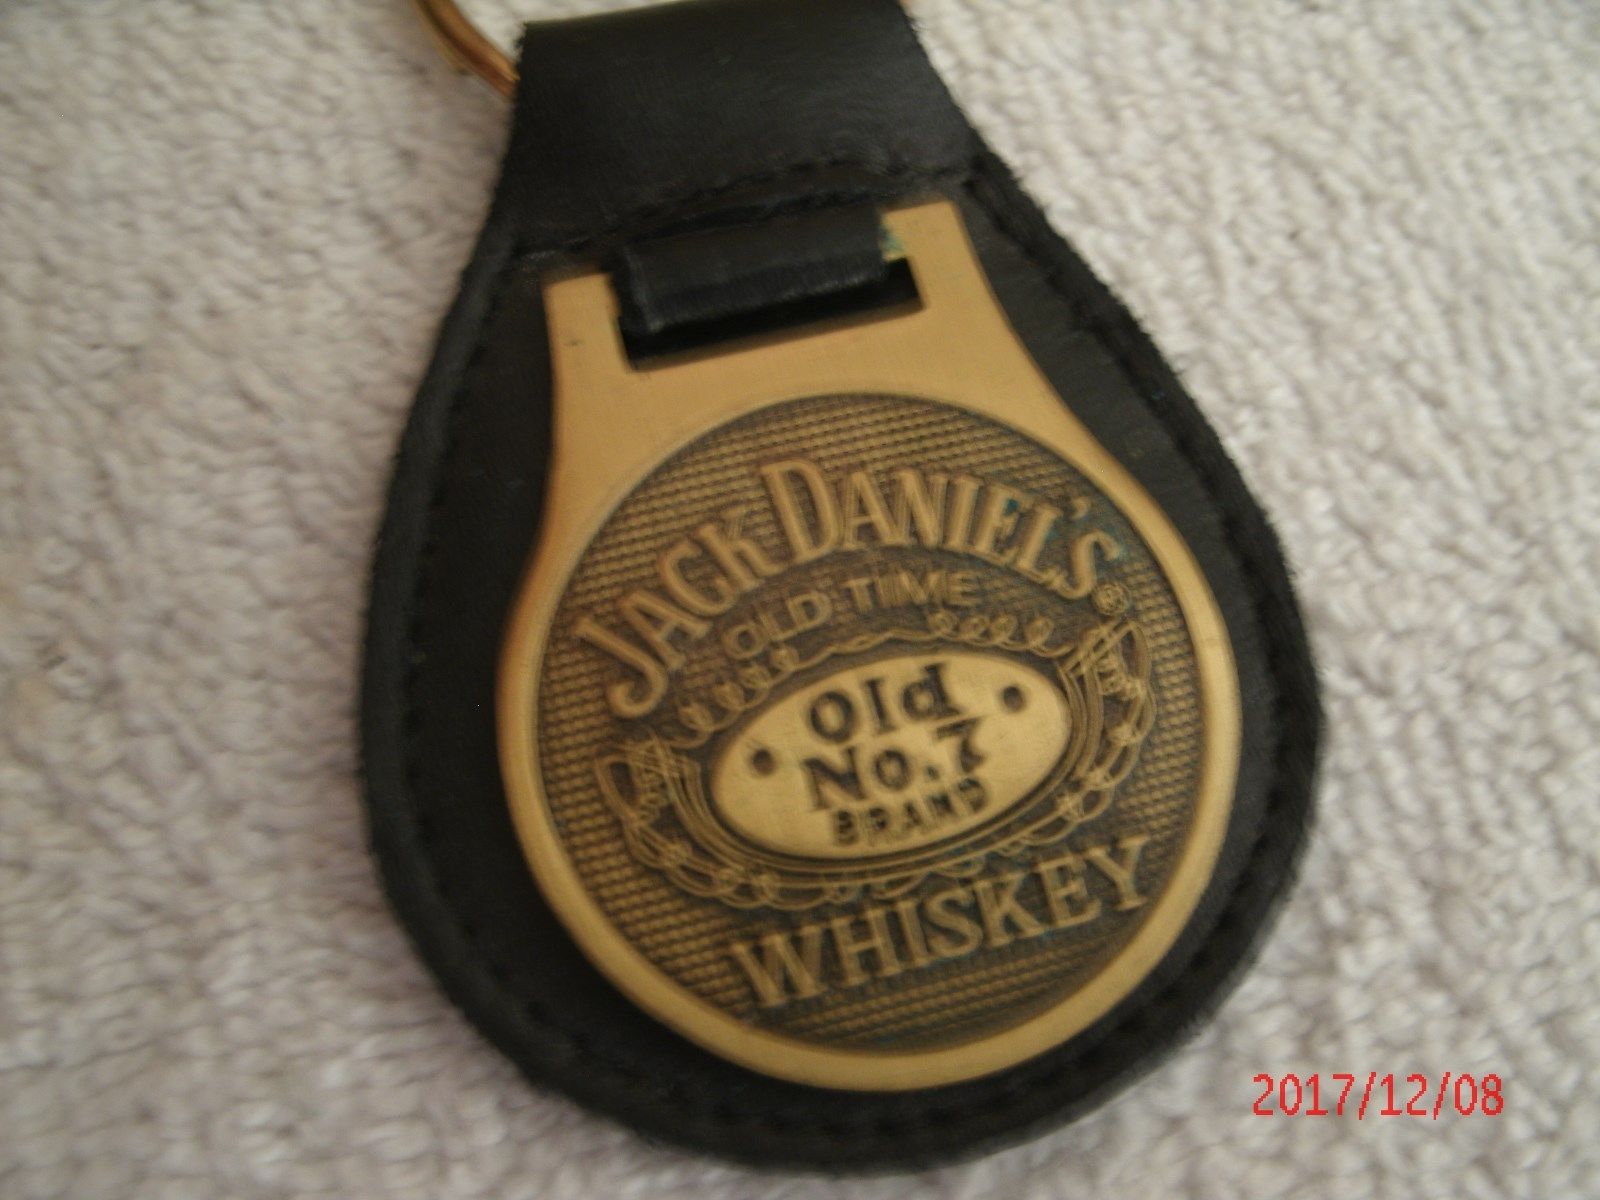 JACK DANIEL'S®
OLD TIME
Old
No.7
BRAND
WHISKEY
2017/12/08